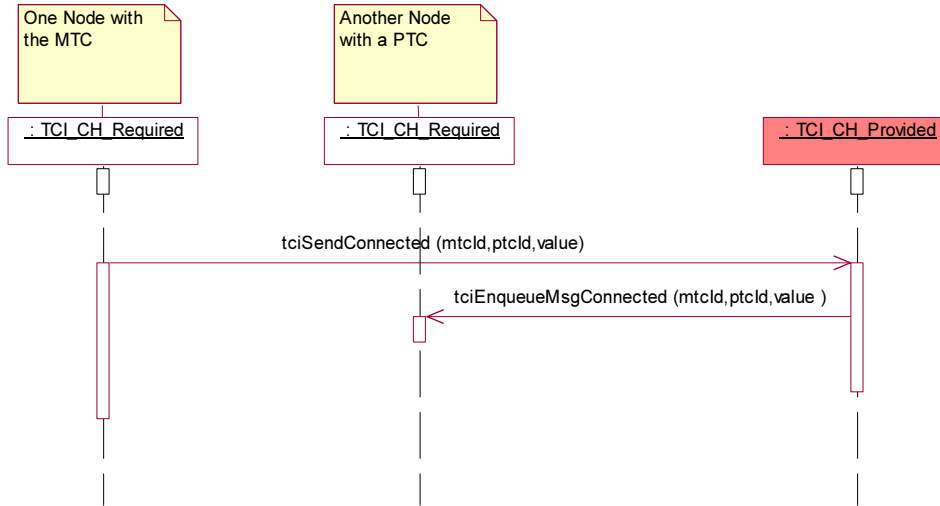 One Node with
the MTC
Another Node
with a PTC
: TCI_CH_Required
: TCI_CH_Required
: TCI_CH_Provided
tciSendConnected (mtcId,ptcId,value)
tciEnqueueMsgConnected (mtcId,ptcId,value )